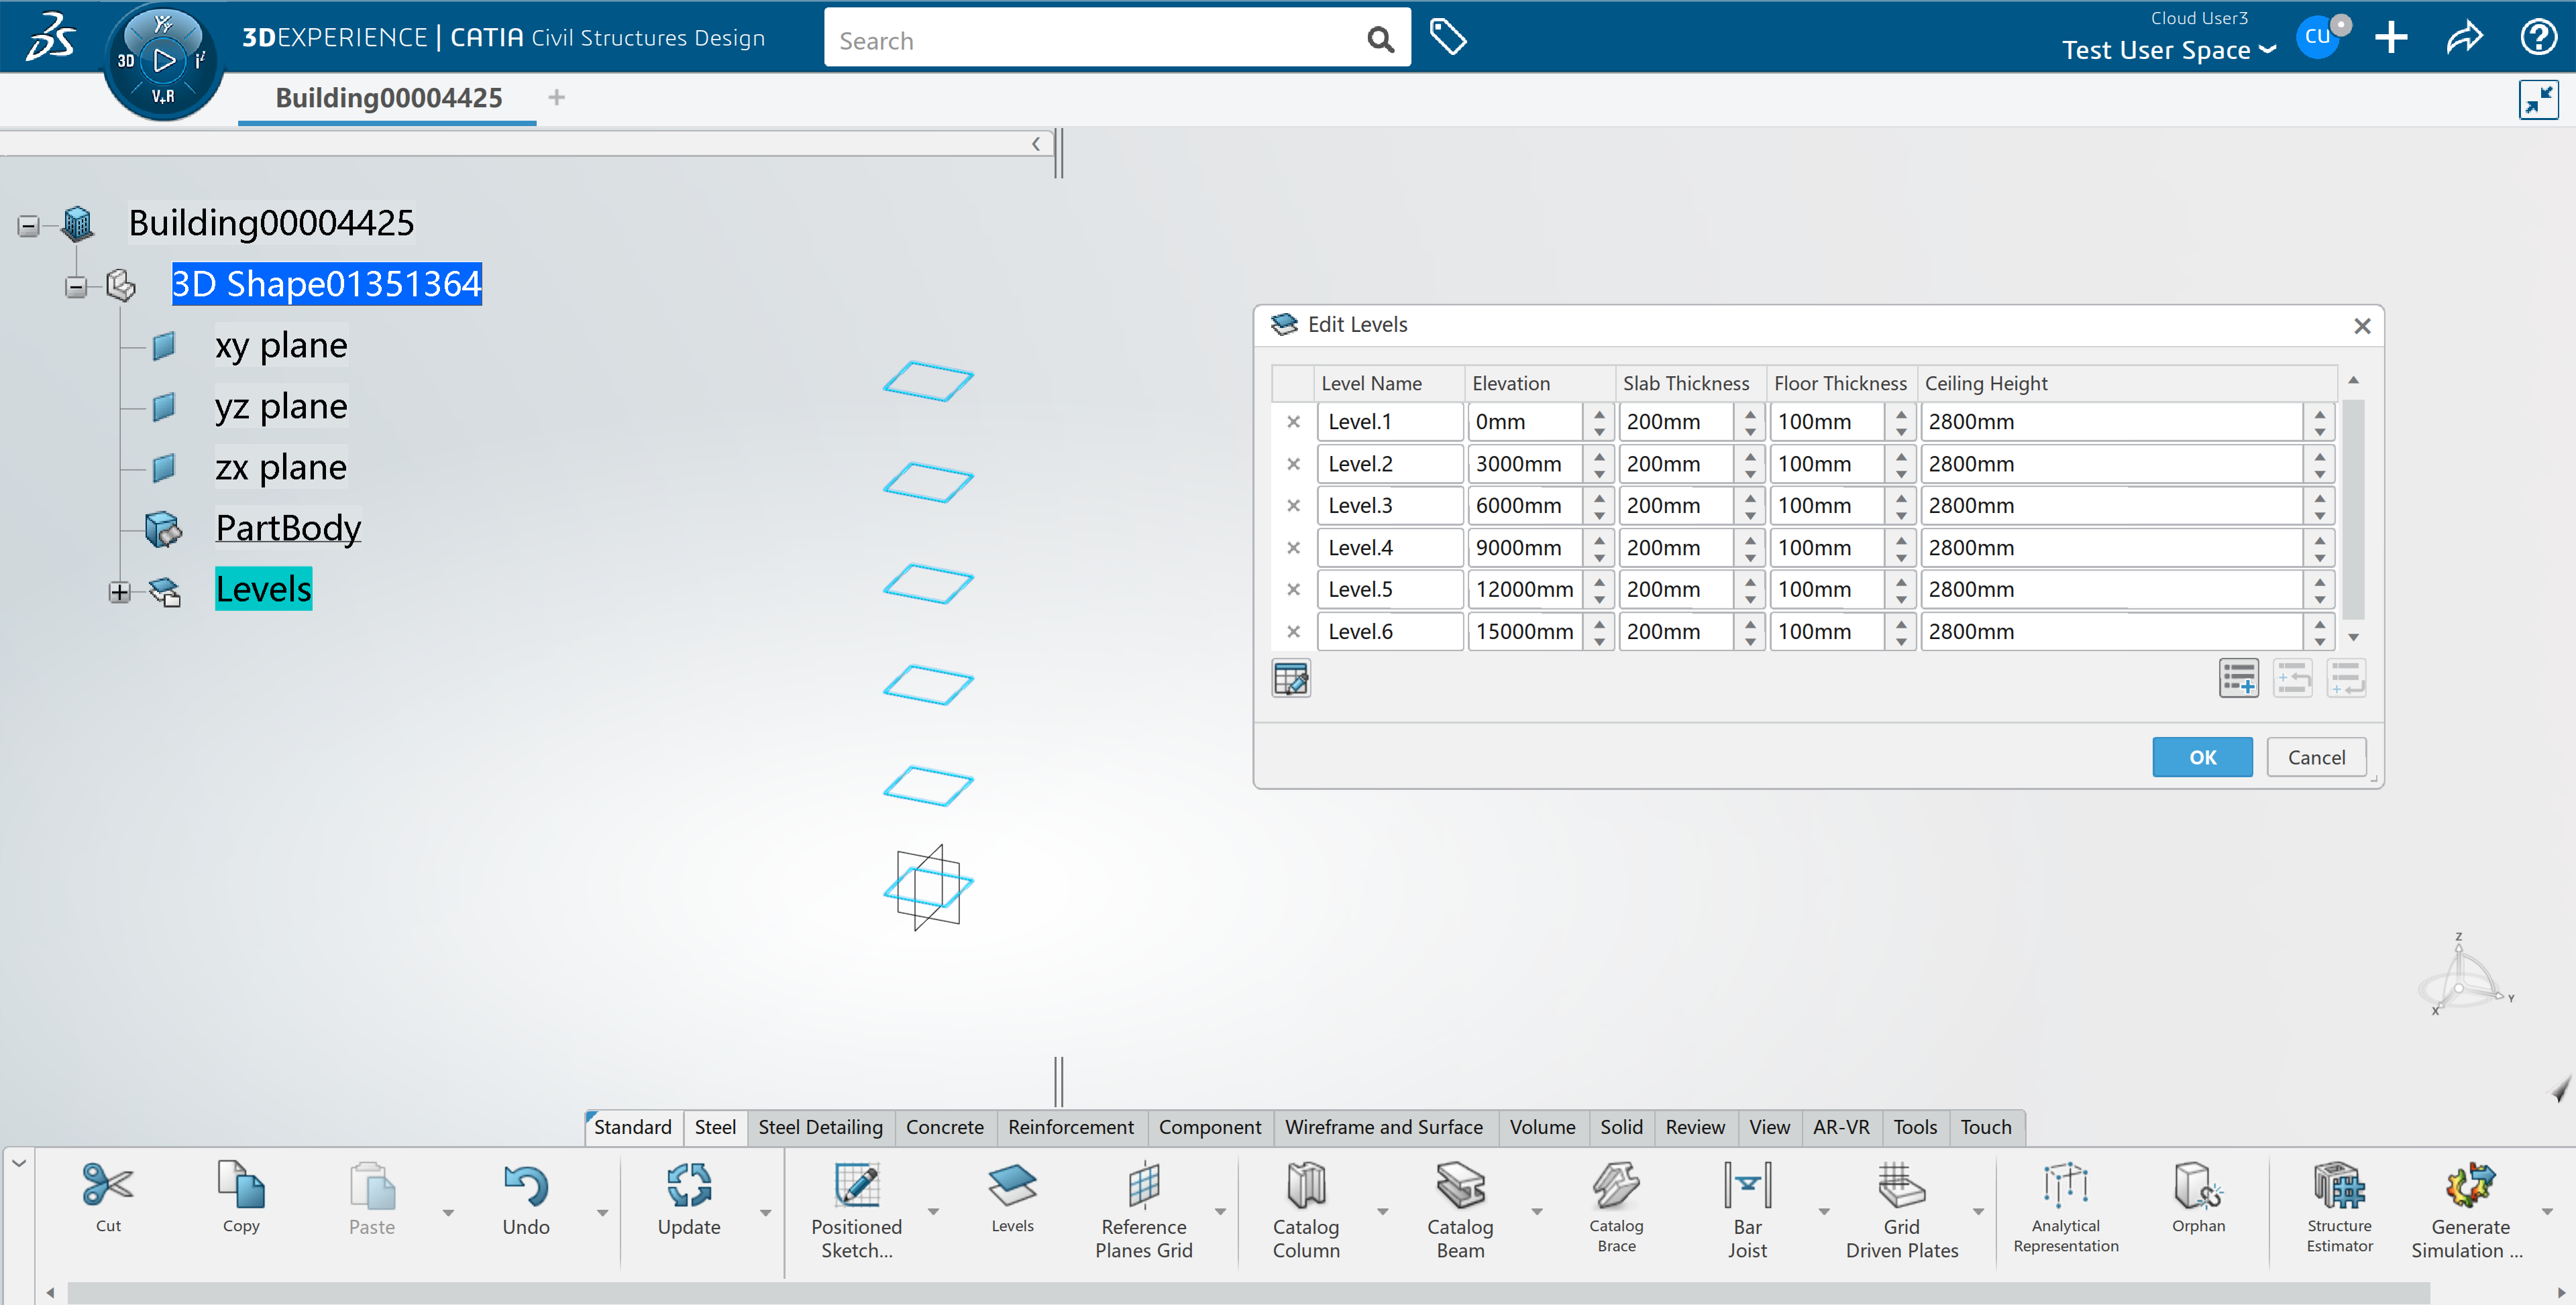 3DEXPERIENCE | CATIA Civil Structures Design
Search
Cloud User3
Test User Space
CU
3D
i²
V+R
Building00004425
Building00004425
3D Shape01351364
xy plane
yz plane
zx plane
PartBody
Levels
Edit Levels
Level Name Elevation Slab Thickness Floor Thickness Ceiling Height
Level.1 0mm 200mm 100mm 2800mm
Level.2 3000mm 200mm 100mm 2800mm
Level.3 6000mm 200mm 100mm 2800mm
Level.4 9000mm 200mm 100mm 2800mm
Level.5 12000mm 200mm 100mm 2800mm
Level.6 15000mm 200mm 100mm 2800mm
OK Cancel
Z
Y
X
Standard Steel Steel Detailing Concrete Reinforcement Component Wireframe and Surface Volume Solid Review View AR-VR Tools Touch
Cut
Copy
Paste
Undo
Update
Positioned
Sketch...
Levels
Reference
Planes Grid
Catalog
Column
Catalog
Beam
Catalog
Brace
Bar
Joist
Grid
Driven Plates
Analytical
Representation
Orphan
Structure
Estimator
Generate
Simulation ...